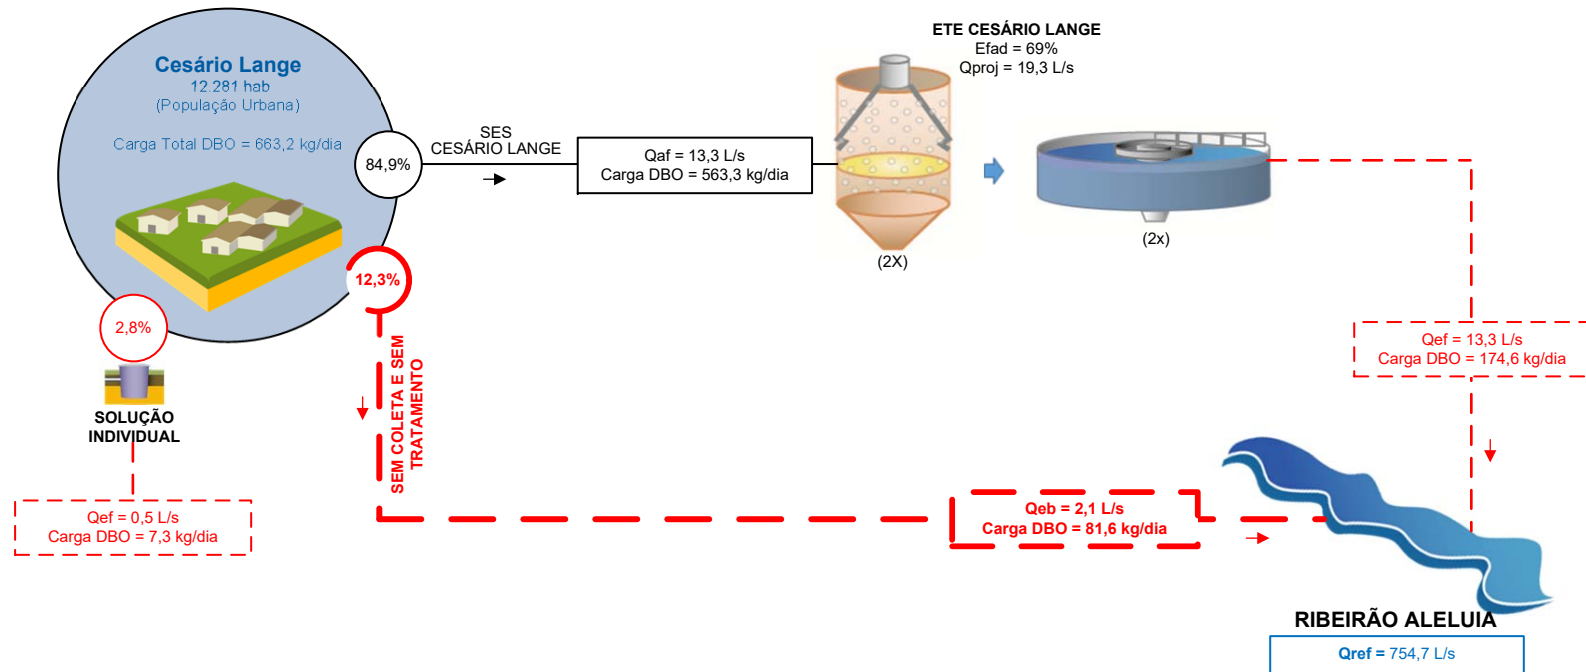 Cesário Lange
12.281 hab
(População Urbana)
Carga Total DBO = 663,2 kg/dia
84,9%
SES
CESÁRIO LANGE
Qaf = 13,3 L/s
Carga DBO = 563,3 kg/dia
ETE CESÁRIO LANGE
Efad = 69%
Qproj = 19,3 L/s
(2X)
(2x)
12,3%
2,8%
SOLUÇÃO
INDIVIDUAL
Qef = 0,5 L/s
Carga DBO = 7,3 kg/dia
SEM COLETA E SEM
TRATAMENTO
Qeb = 2,1 L/s
Carga DBO = 81,6 kg/dia
Qef = 13,3 L/s
Carga DBO = 174,6 kg/dia
RIBEIRÃO ALELUIA
Qref = 754,7 L/s